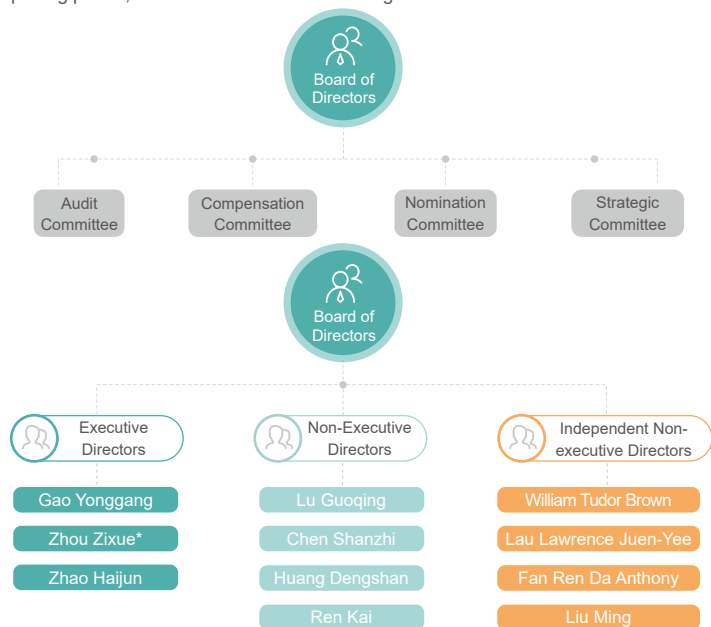 Board of
Directors
Audit
Committee
Compensation
Committee
Nomination
Committee
Strategic
Committee
Board of
Directors
Executive
Directors
Non-Executive
Directors
Independent Non-
executive Directors
Gao Yonggang
Lu Guoqing
William Tudor Brown
Zhou Zixue*
Chen Shanzhi
Lau Lawrence Juen-Yee
Zhao Haijun
Huang Dengshan
Fan Ren Da Anthony
Ren Kai
Liu Ming